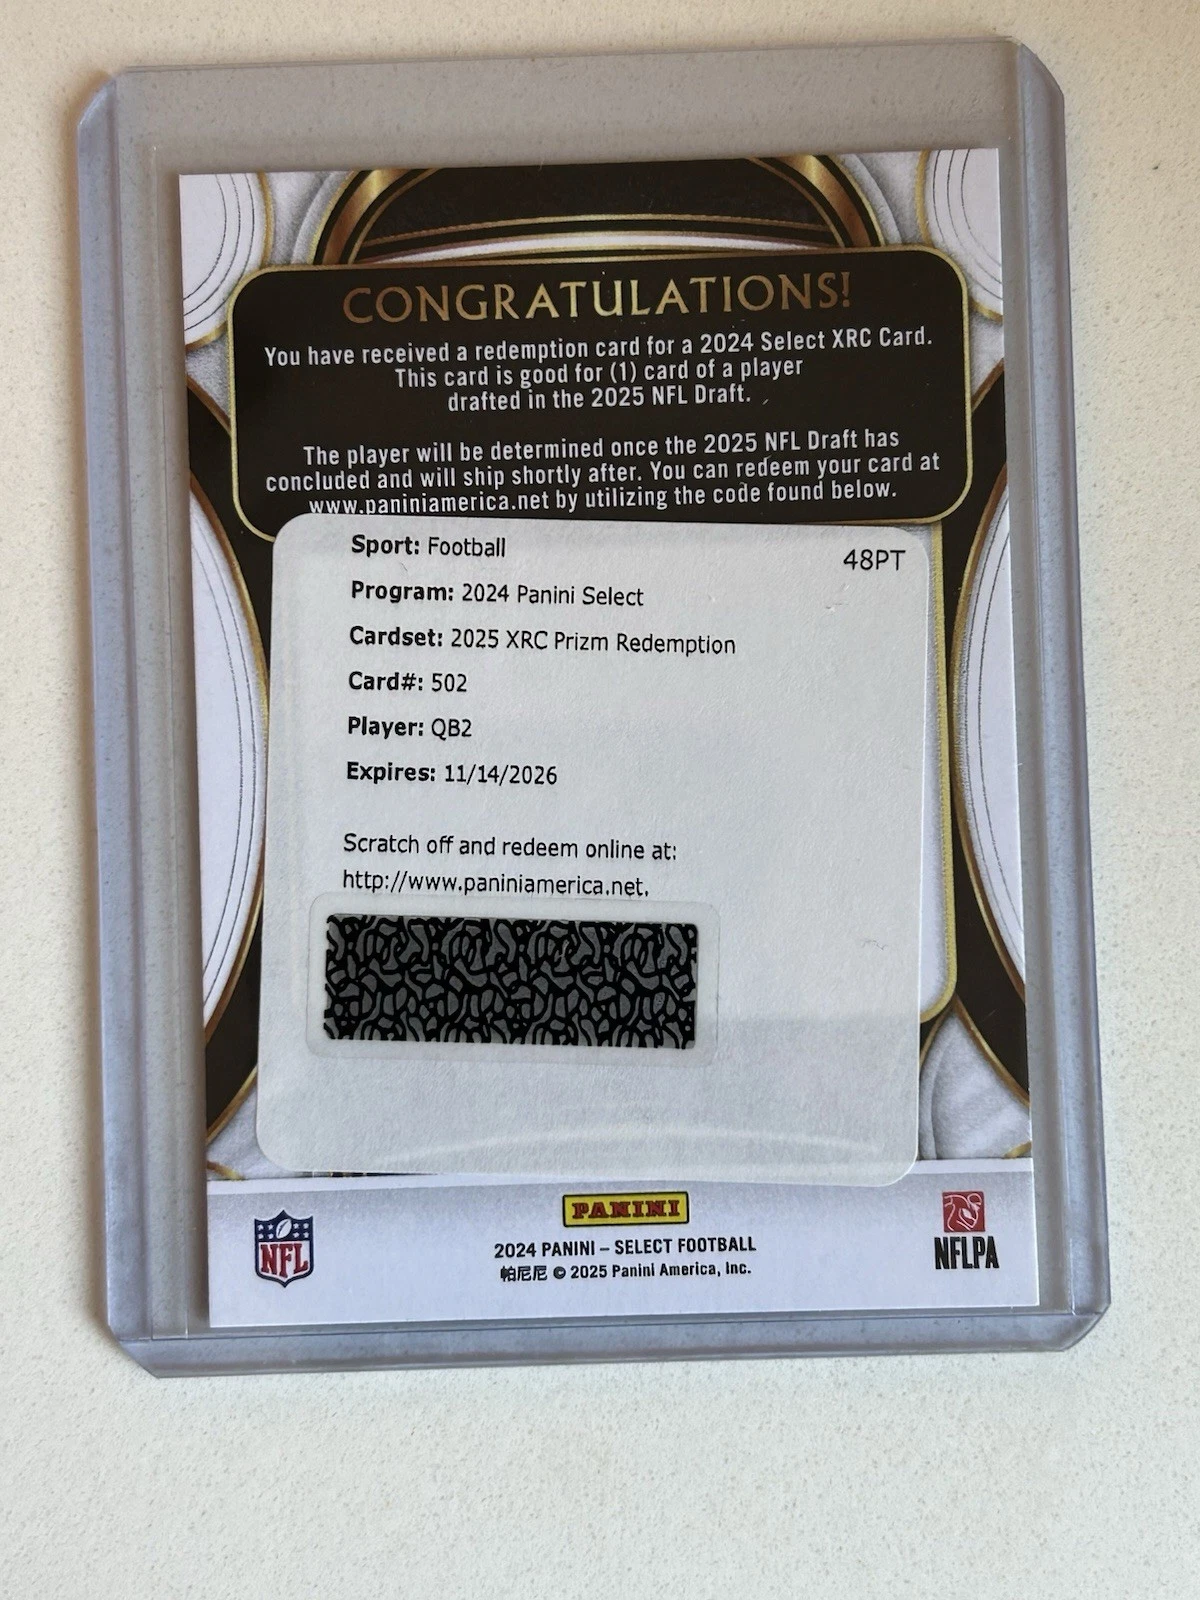 CONGRATULATIONS!
You have received a redemption card for a 2024 Select XRC Card.
This card is good for (1) card of a player
drafted in the 2025 NFL Draft.
The player will be determined once the 2025 NFL Draft has
concluded and will ship shortly after. You can redeem your card at
www.paniniamerica.net by utilizing the code found below.
Sport: Football
48PT
Program: 2024 Panini Select
Cardset: 2025 XRC Prizm Redemption
Card#: 502
Player: QB2
Expires: 11/14/2026
Scratch off and redeem online at:
http://www.paniniamerica.net.
NFL
PANINI
2024 PANINI – SELECT FOOTBALL
帕尼尼 © 2025 Panini America, Inc.
NFLPA